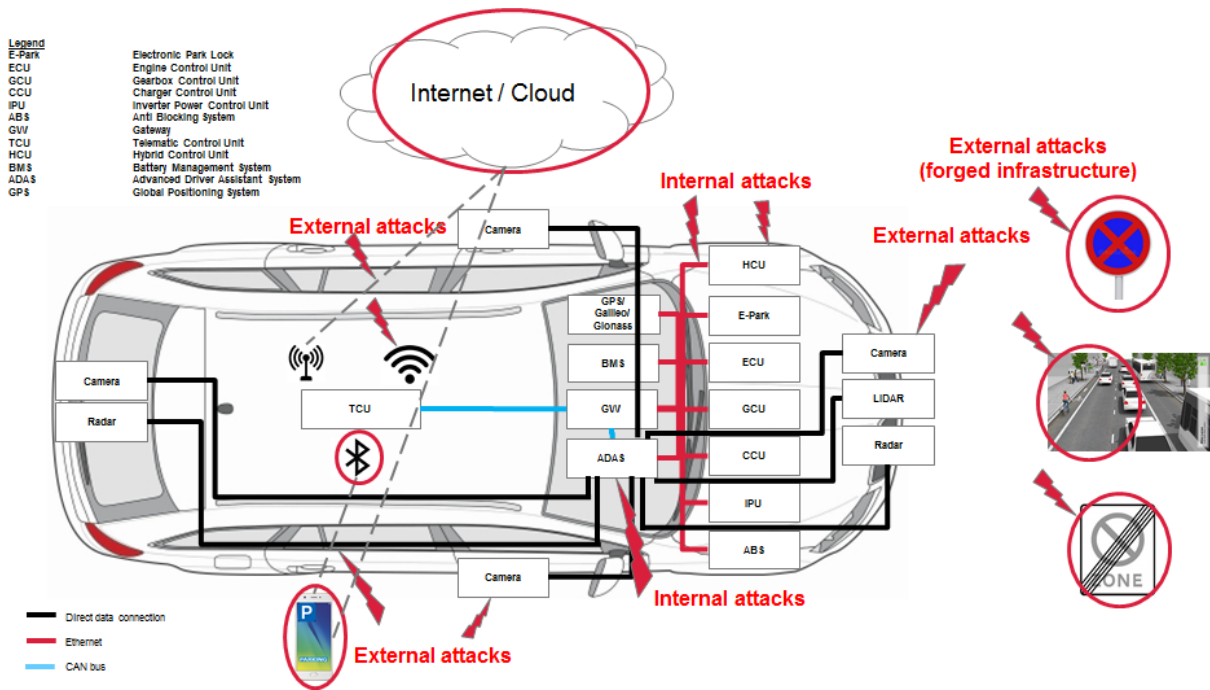 Legend
E-Park Electronic Park Lock
ECU Engine Control Unit
GCU Gearbox Control Unit
CCU Charger Control Unit
IPU Inverter Power Control Unit
ABS Anti Blocking System
GW Gateway
TCU Telematic Control Unit
HCU Hybrid Control Unit
BMS Battery Management System
ADAS Advanced Driver Assistant System
GPS Global Positioning System
Internet / Cloud
External attacks
(forged infrastructure)
Internal attacks
External attacks
External attacks
Camera
HCU
GPS/
Galileo/
Glonass
E-Park
BMS
ECU
Camera
Camera
TCU
GW
GCU
LIDAR
Radar
ADAS
CCU
Radar
IPU
ABS
Camera
Internal attacks
ZONE
P
PARKING
External attacks
Direct data connection
Ethernet
CAN bus